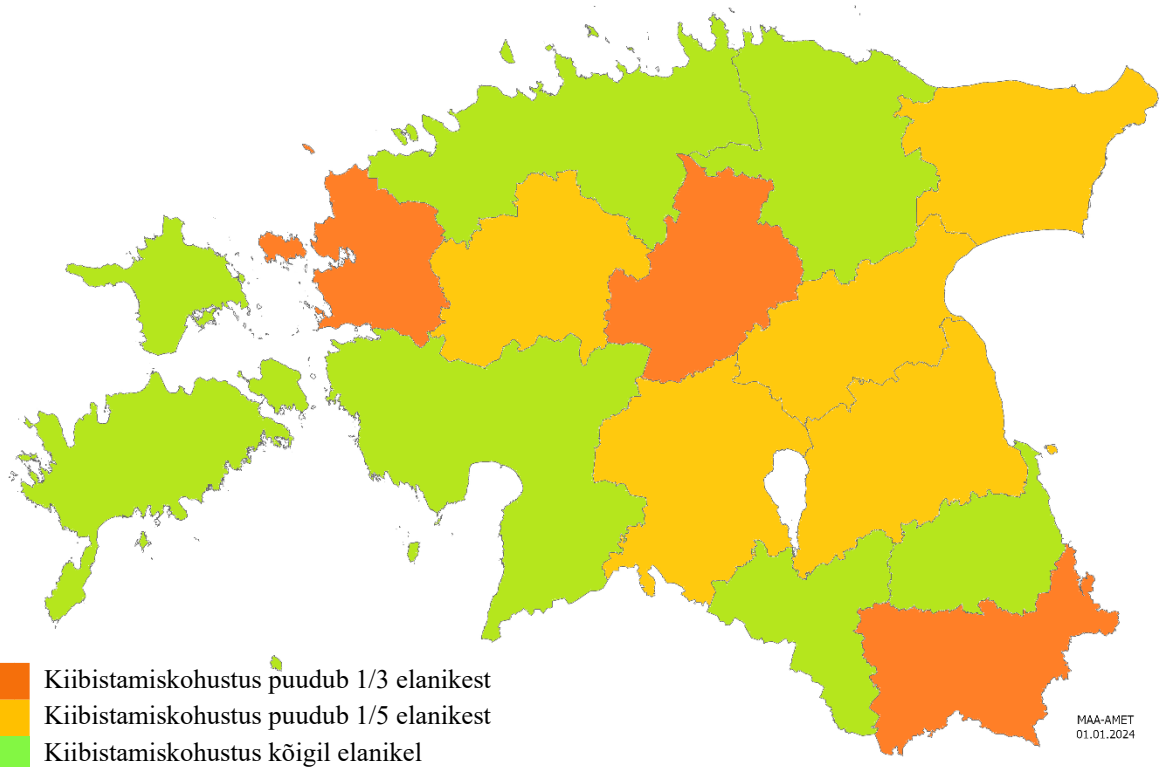 Kiibistamiskohustus puudub 1/3 elanikest
Kiibistamiskohustus puudub 1/5 elanikest
Kiibistamiskohustus kõigil elanikel
MAA-AMET
01.01.2024